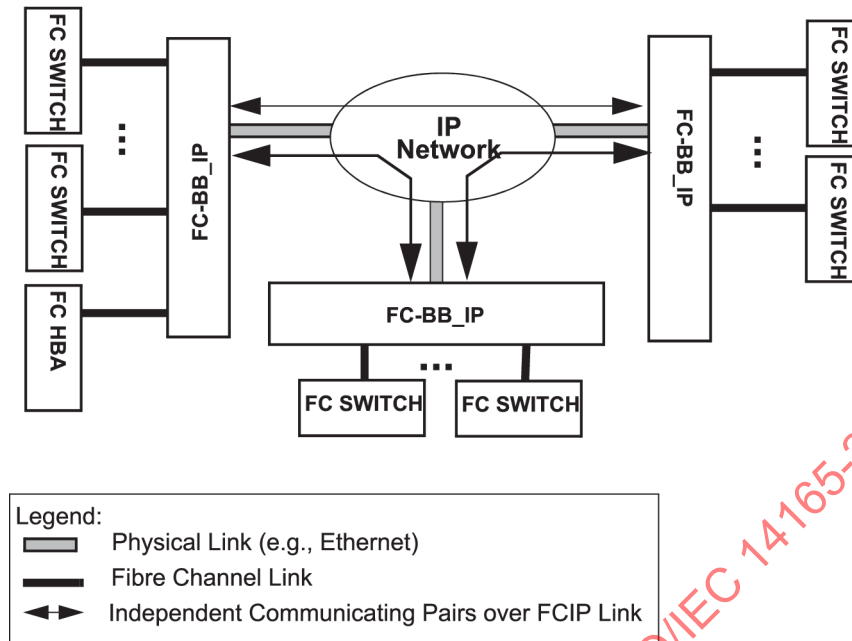 FC SWITCH
...
FC SWITCH
FC HBA
FC-BB_IP
IP
Network
FC-BB_IP
FC SWITCH
...
FC SWITCH
FC-BB_IP
...
FC SWITCH
FC SWITCH
Legend:
Physical Link (e.g., Ethernet)
Fibre Channel Link
Independent Communicating Pairs over FCIP Link
/IEC 14165-